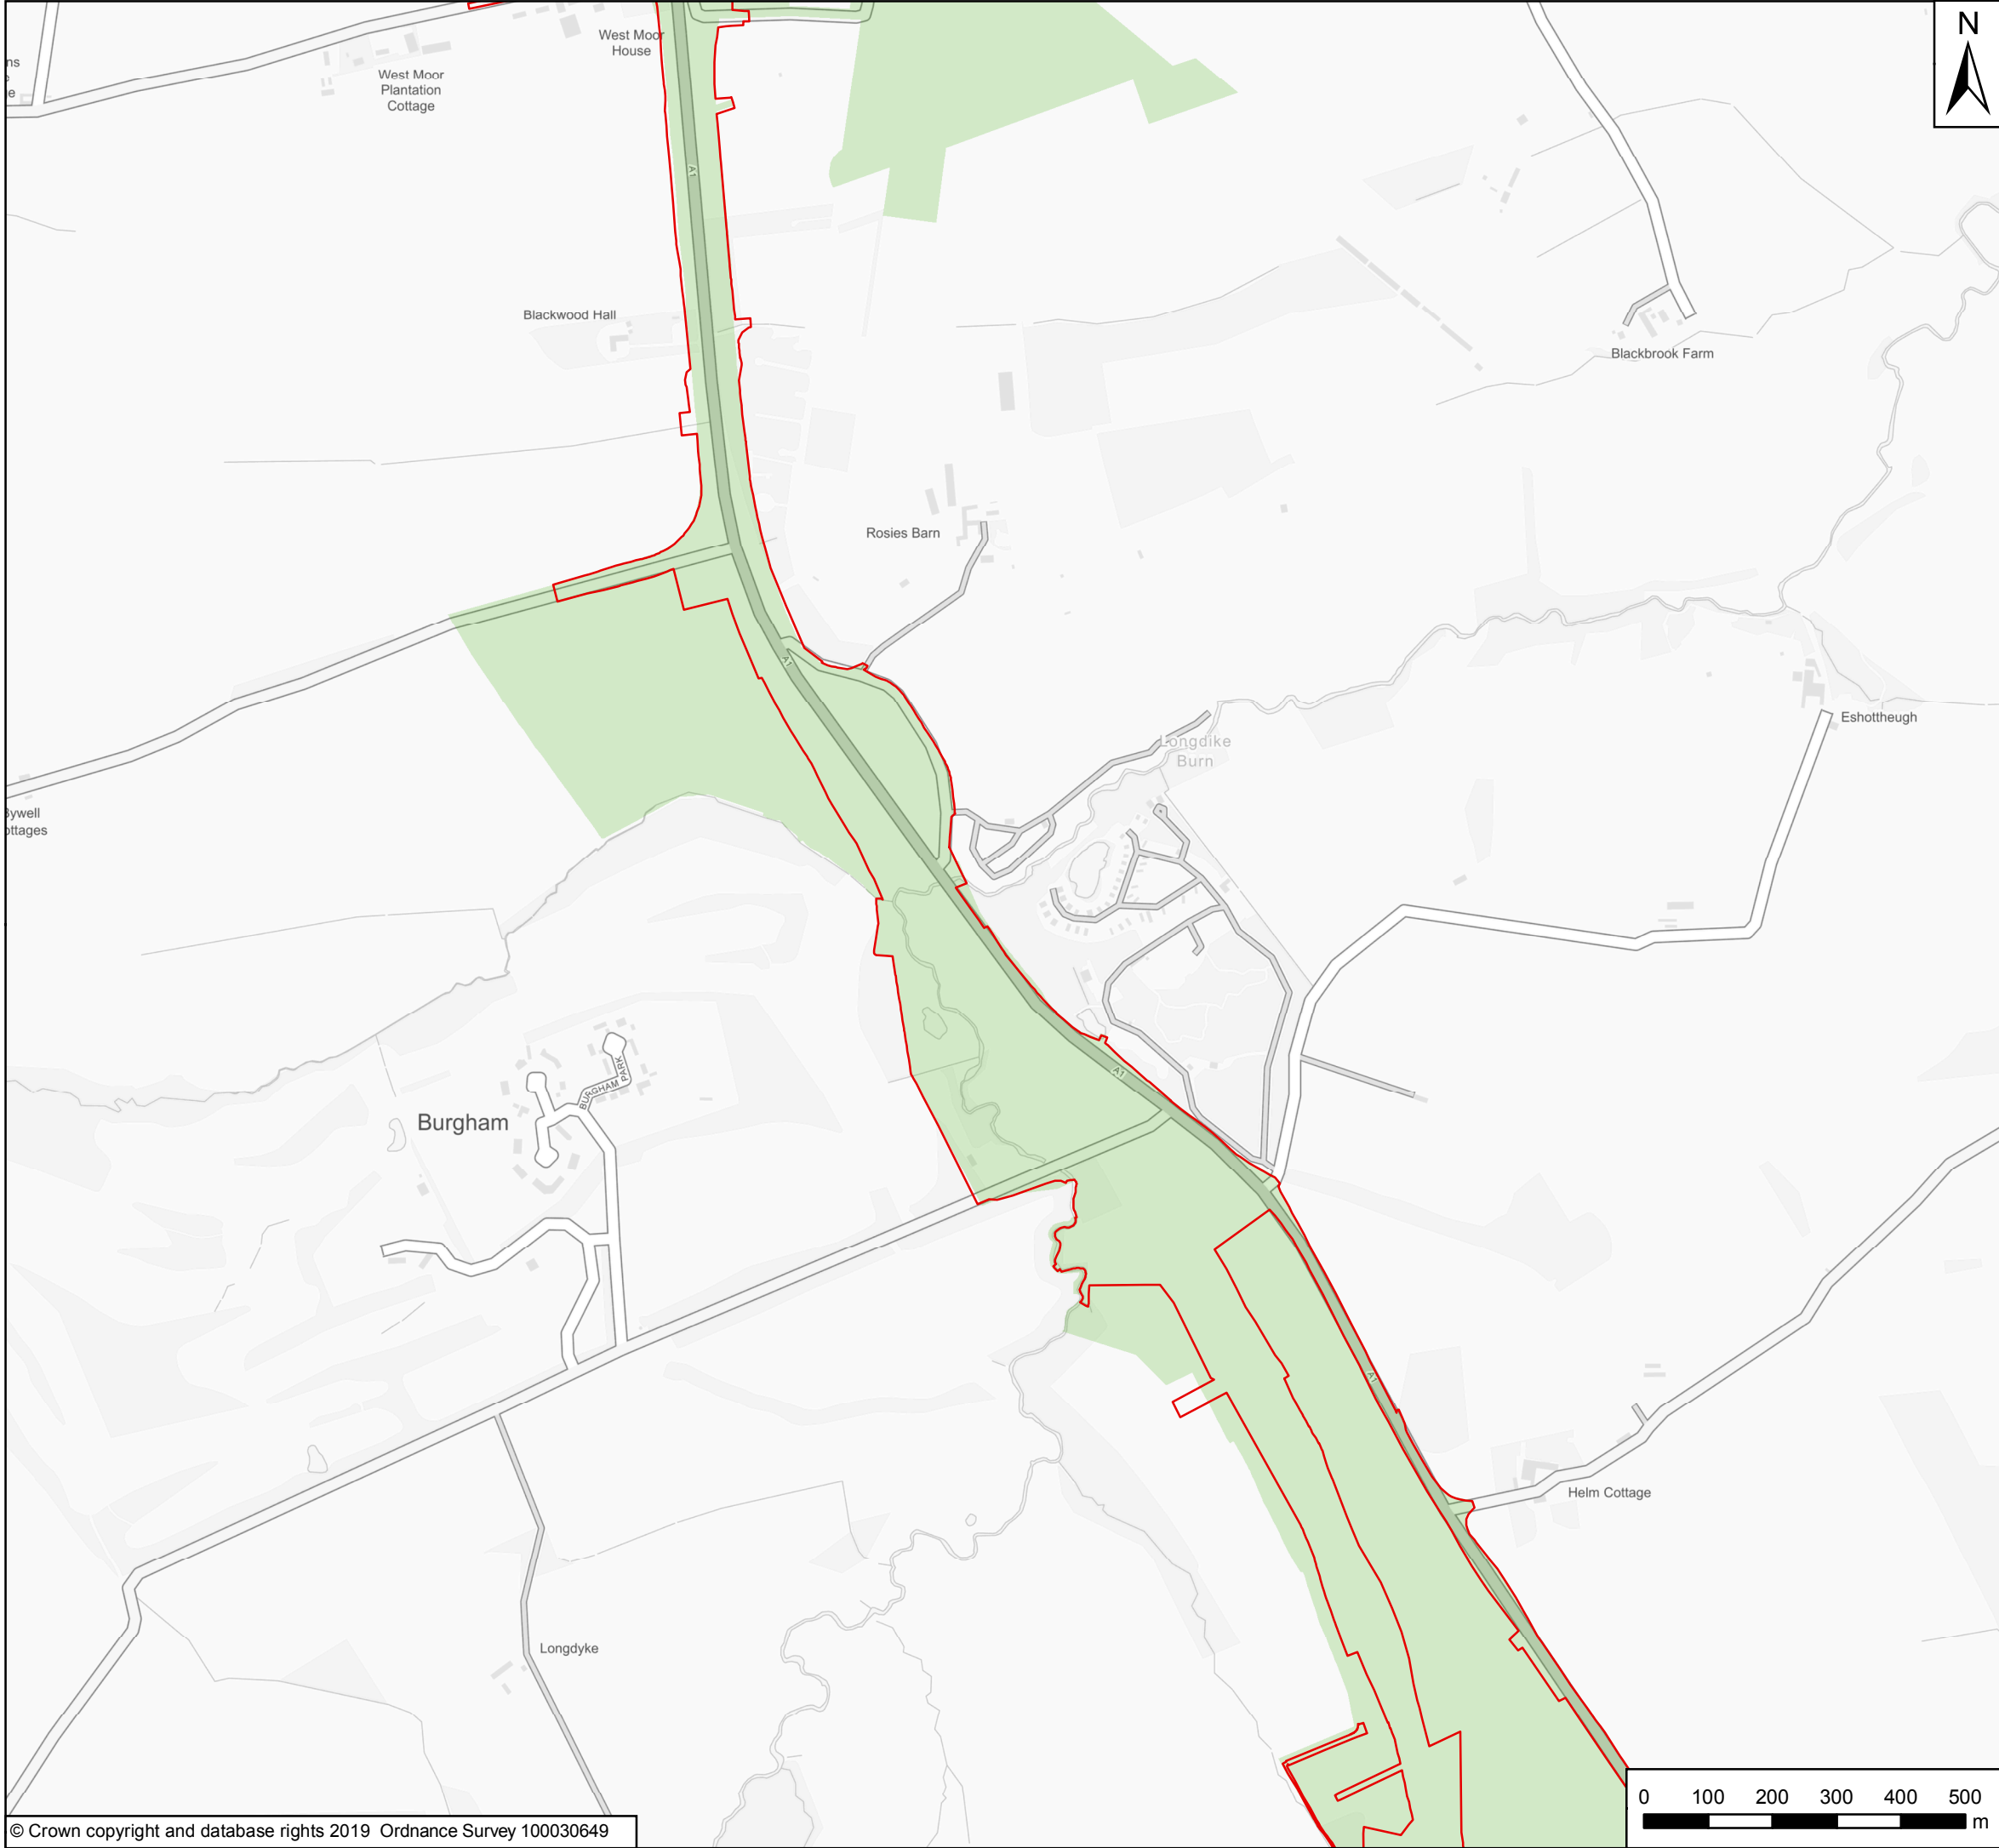 N
West Moor
House
West Moor
Plantation
Cottage
ns
e
A1
Blackwood Hall
Blackbrook Farm
Rosies Barn
A1
Eshottheugh
Longdike
Burn
Bywell
ottages
A1
BURGHAM PARK
Burgham
A1
Helm Cottage
Longdyke
0 100 200 300 400 500
m
© Crown copyright and database rights 2019 Ordnance Survey 100030649